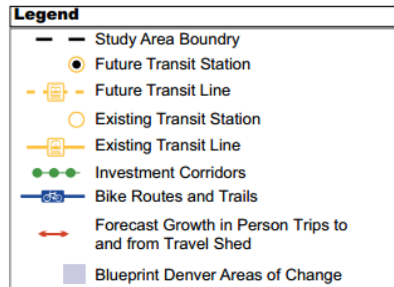 Legend
Study Area Boundry
Future Transit Station
Future Transit Line
Existing Transit Station
Existing Transit Line
Investment Corridors
Bike Routes and Trails
Forecast Growth in Person Trips to
and from Travel Shed
Blueprint Denver Areas of Change